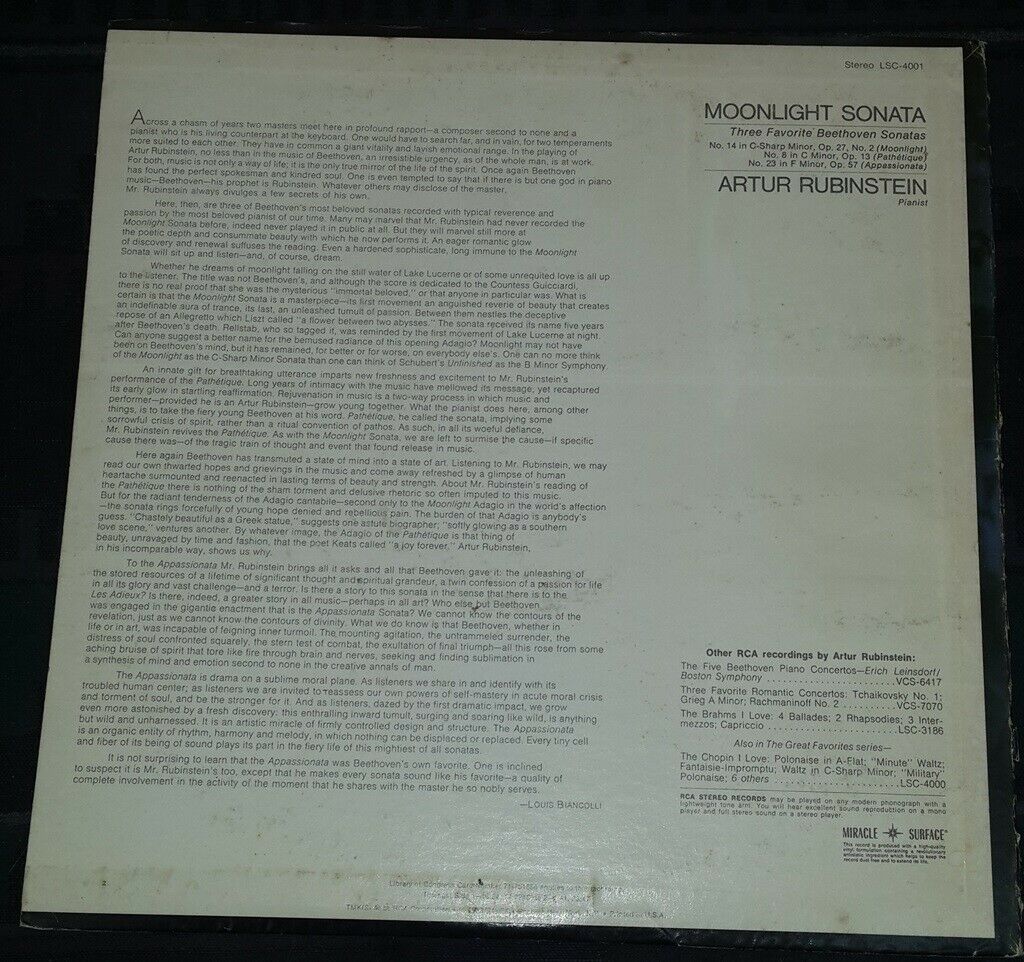 Stereo LSC-4001
MOONLIGHT SONATA
Three Favorite Beethoven Sonatas
No. 14 in C-Sharp Minor, Op. 27, No. 2 (Moonlight)
No. 8 in C Minor, Op. 13 (Pathétique)
No. 23 in F Minor, Op. 57 (Appassionata)
ARTUR RUBINSTEIN
Pianist
Across a chasm of years two masters meet here in profound rapport—a composer second to none and a
pianist who is his living counterpart at the keyboard. One would have to search far, and in vain, for two temperaments
more suited to each other. They have in common a giant vitality and lavish emotional range. In the playing of
Artur Rubinstein, no less than in the music of Beethoven, an irresistible urgency, as of the whole man, is at work.
For both, music is not only a way of life; it is the only true mirror of the life of the spirit. Once again Beethoven
has found the perfect spokesman and kindred soul. One is even tempted to say that if there is but one god in piano
music—Beethoven—his prophet is Rubinstein. Whatever others may disclose of the master,
Mr. Rubinstein always divulges a few secrets of his own.
Here, then, are three of Beethoven's most beloved sonatas recorded with typical reverence and
passion by the most beloved pianist of our time. Many may marvel that Mr. Rubinstein had never recorded the
Moonlight Sonata before, indeed never played it in public at all. But they will marvel still more at
the poetic depth and consummate beauty with which he now performs it. An eager romantic glow
of discovery and renewal suffuses the reading. Even a hardened sophisticate, long immune to the Moonlight
Sonata will sit up and listen—and, of course, dream.
Whether he dreams of moonlight falling on the still water of Lake Lucerne or of some unrequited love is all up
to the listener. The title was not Beethoven's, and although the score is dedicated to the Countess Guicciardi,
there is no real proof that she was the mysterious "immortal beloved," or that anyone in particular was. What is
certain is that the Moonlight Sonata is a masterpiece—its first movement an anguished reverie of beauty that creates
an indefinable aura of trance, its last, an unleashed tumult of passion. Between them nestles the deceptive
repose of an Allegretto which Liszt called "a flower between two abysses." The sonata received its name five years
after Beethoven's death. Rellstab, who so tagged it, was reminded by the first movement of Lake Lucerne at night.
Can anyone suggest a better name for the bemused radiance of this opening Adagio? Moonlight may not have
been on Beethoven's mind, but it has remained, for better or for worse, on everybody else's. One can no more think
of the Moonlight as the C-Sharp Minor Sonata than one can think of Schubert's Unfinished as the B Minor Symphony
An innate gift for breathtaking utterance imparts new freshness and excitement to Mr. Rubinstein's
performance of the Pathétique. Long years of intimacy with the music have mellowed its message, yet recaptured
its early glow in startling reaffirmation. Rejuvenation in music is a two-way process in which music and
performer—provided he is an Artur Rubinstein—grow young together. What the pianist does here, among other
things, is to take the fiery young Beethoven at his word. Pathétique, he called the sonata, implying some
sorrowful crisis of spirit, rather than a ritual convention of pathos. As such, in all its woeful defiance,
Mr. Rubinstein revives the Pathétique. As with the Moonlight Sonata, we are left to surmise the cause—if specific
cause there was—of the tragic train of thought and event that found release in music.
Here again Beethoven has transmuted a state of mind into a state of art. Listening to Mr. Rubinstein, we may
read our own thwarted hopes and grievings in the music and come away refreshed by a glimpse of human
heartache surmounted and reenacted in lasting terms of beauty and strength. About Mr. Rubinstein's reading of
the Pathétique there is nothing of the sham torment and delusive rhetoric so often imputed to this music.
But for the radiant tenderness of the Adagio cantabile—second only to the Moonlight Adagio in the world's affection
—the sonata rings forcefully of young hope denied and rebellious pain. The burden of that Adagio is anybody's
guess. "Chastely beautiful as a Greek statue," suggests one astute biographer; "softly glowing as a southern
love scene," ventures another. By whatever image, the Adagio of the Pathétique is that thing of
beauty, unravaged by time and fashion, that the poet Keats called "a joy forever." Artur Rubinstein,
in his incomparable way, shows us why.
To the Appassionata Mr. Rubinstein brings all it asks and all that Beethoven gave it: the unleashing of
the stored resources of a lifetime of significant thought and spiritual grandeur, a twin confession of a passion for life
in all its glory and vast challenge—and a terror. Is there a story to this sonata in the sense that there is to the
Les Adieux? Is there, indeed, a greater story in all music—perhaps in all art? Who else but Beethoven
was engaged in the gigantic enactment that is the Appassionata Sonata? We cannot know the contours of the
revelation, just as we cannot know the contours of divinity. What we do know is that Beethoven, whether in
life or in art, was incapable of feigning inner turmoil. The mounting agitation, the untrammeled surrender, the
distress of soul confronted squarely, the stern test of combat, the exultation of final triumph—all this rose from some
aching bruise of spirit that tore like fire through brain and nerves, seeking and finding sublimation in
a synthesis of mind and emotion second to none in the creative annals of man.
The Appassionata is drama on a sublime moral plane. As listeners we share in and identify with its
troubled human center; as listeners we are invited to reassess our own powers of self-mastery in acute moral crisis
and torment of soul, and be the stronger for it. And as listeners, dazed by the first dramatic impact, we grow
even more astonished by a fresh discovery: this enthralling inward tumult, surging and soaring like wild, is anything
but wild and unharnessed. It is an artistic miracle of firmly controlled design and structure. The Appassionata
is an organic entity of rhythm, harmony and melody, in which nothing can be displaced or replaced. Every tiny cell
and fiber of its being of sound plays its part in the fiery life of this mightiest of all sonatas.
It is not surprising to learn that the Appassionata was Beethoven's own favorite. One is inclined
to suspect it is Mr. Rubinstein's too, except that he makes every sonata sound like his favorite—a quality of
complete involvement in the activity of the moment that he shares with the master he so nobly serves.
—LOUIS BIANCOLLI
Other RCA recordings by Artur Rubinstein:
The Five Beethoven Piano Concertos—Erich Leinsdorf/
Boston Symphony . . . . . . . . . . . . . . . . . . . . VCS-6417
Three Favorite Romantic Concertos: Tchaikovsky No. 1;
Grieg A Minor; Rachmaninoff No. 2 . . . . . . . . . . VCS-7070
The Brahms I Love: 4 Ballades; 2 Rhapsodies; 3 Inter-
mezzos; Capriccio . . . . . . . . . . . . . . . . . . . . LSC-3186
Also in The Great Favorites series—
The Chopin I Love: Polonaise in A-Flat; "Minute" Waltz;
Fantaisie-Impromptu; Waltz in C-Sharp Minor; "Military"
Polonaise; 6 others . . . . . . . . . . . . . . . . . . . . LSC-4000
RCA STEREO RECORDS may be played on any modern phonograph with a
lightweight tone arm. You will hear excellent sound reproduction on a mono
player and full stereo sound on a stereo player.
MIRACLE SURFACE
This record is produced with a high-quality
vinyl formulation containing a revolutionary
antistatic ingredient which helps to keep the
record dust free and to extend its life.
2
Library of Congress Card Number
TMK(S) ® RCA
• Printed in U.S.A.